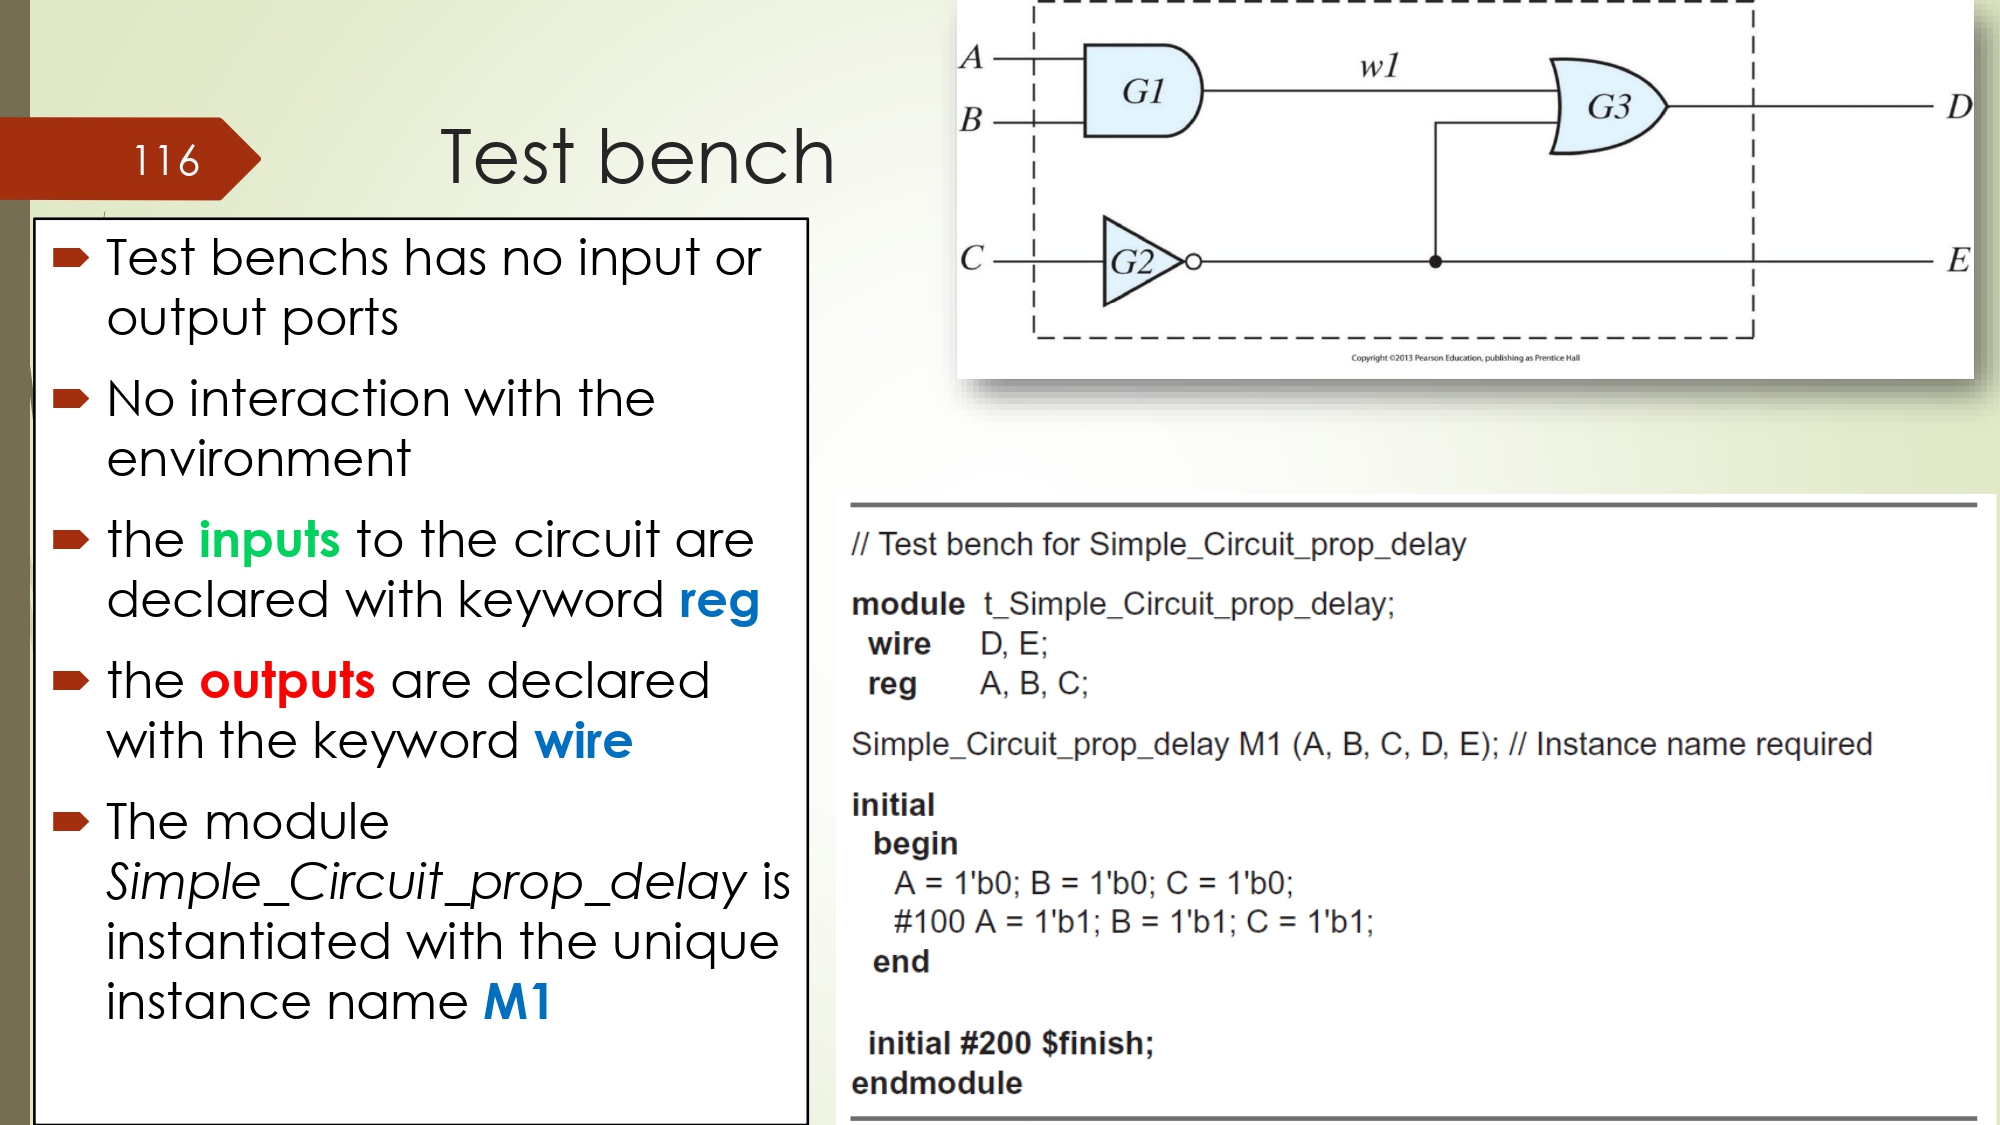 116
Test bench
Test benchs has no input or
output ports
No interaction with the
environment
the inputs to the circuit are
declared with keyword reg
the outputs are declared
with the keyword wire
The module
Simple_Circuit_prop_delay is
instantiated with the unique
instance name M1
A
B
C
G1
w1
G2
G3
D
E
Copyright ©2013 Pearson Education, publishing as Prentice Hall
// Test bench for Simple_Circuit_prop_delay
module t_Simple_Circuit_prop_delay;
wire D, E;
reg A, B, C;
Simple_Circuit_prop_delay M1 (A, B, C, D, E); // Instance name required
initial
begin
A = 1'b0; B = 1'b0; C = 1'b0;
#100 A = 1'b1; B = 1'b1; C = 1'b1;
end
initial #200 $finish;
endmodule